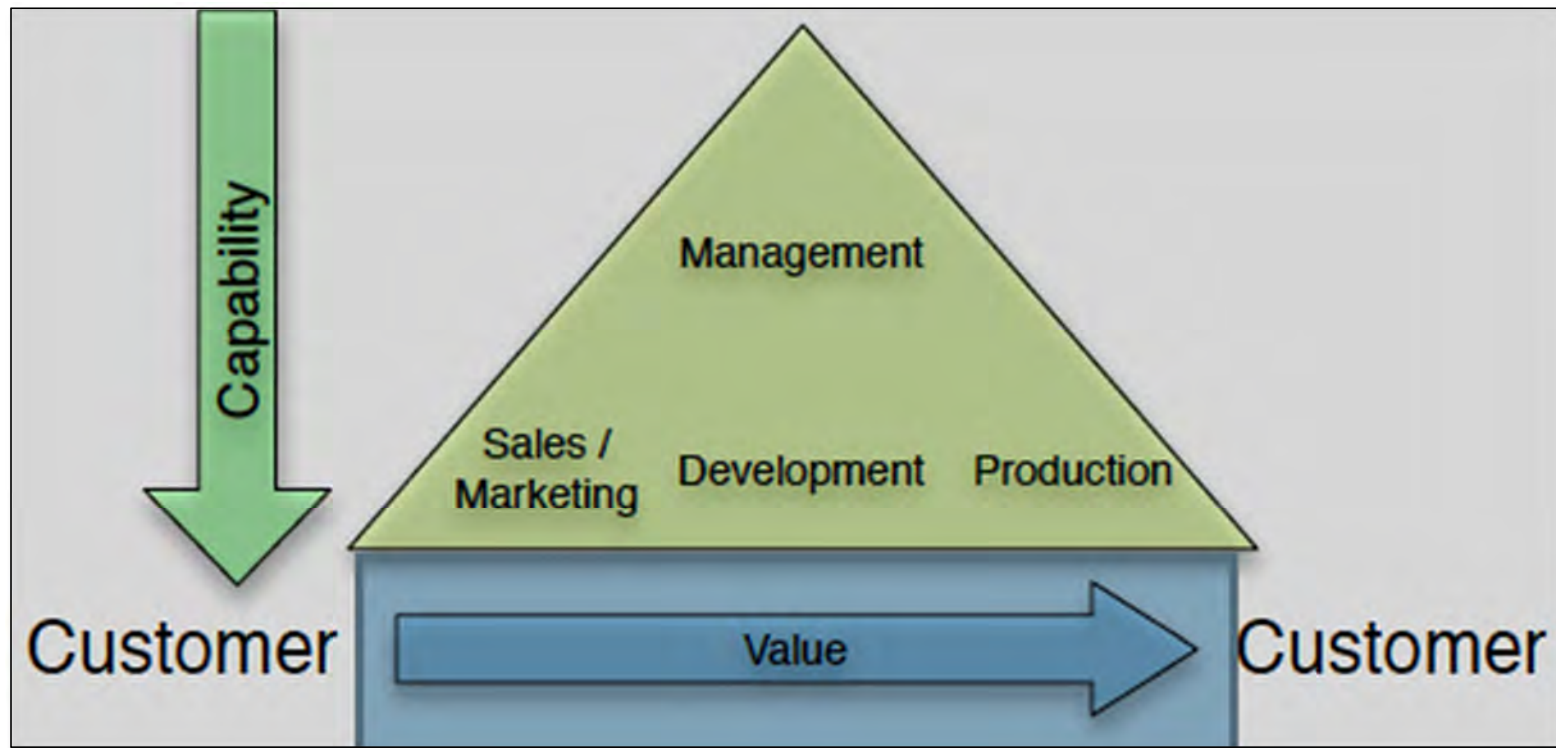 Capability
Management
Sales /
Marketing
Development
Production
Customer
Value
Customer